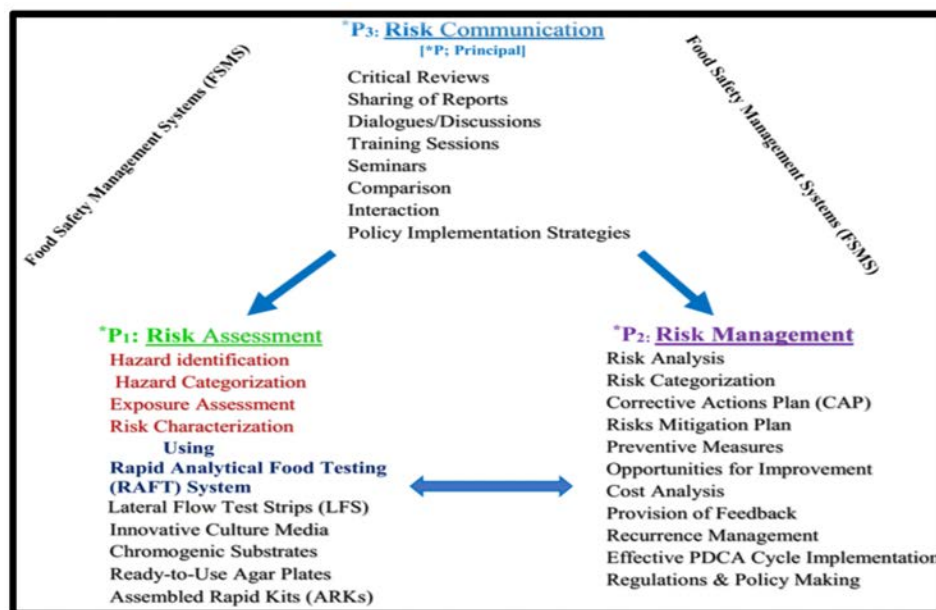 *P3: Risk Communication
[*P; Principal]
Food Safety Management Systems (FSMS)
Food Safety Management Systems (FSMS)
Critical Reviews
Sharing of Reports
Dialogues/Discussions
Training Sessions
Seminars
Comparison
Interaction
Policy Implementation Strategies
*P1: Risk Assessment
Hazard identification
Hazard Categorization
Exposure Assessment
Risk Characterization
Using
Rapid Analytical Food Testing
(RAFT) System
Lateral Flow Test Strips (LFS)
Innovative Culture Media
Chromogenic Substrates
Ready-to-Use Agar Plates
Assembled Rapid Kits (ARKs)
*P2: Risk Management
Risk Analysis
Risk Categorization
Corrective Actions Plan (CAP)
Risks Mitigation Plan
Preventive Measures
Opportunities for Improvement
Cost Analysis
Provision of Feedback
Recurrence Management
Effective PDCA Cycle Implementation
Regulations & Policy Making